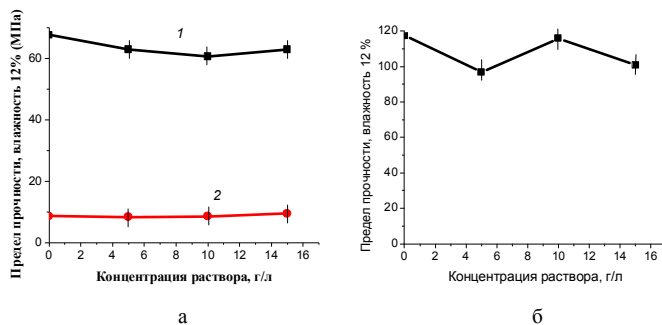 Предел прочности, влажность 12% (МПа)
60
40
20
0
1
2
0 2 4 6 8 10 12 14 16
Концентрация раствора, г/л
а
Предел прочности, влажность 12 %
120
100
80
60
40
20
0
0 2 4 6 8 10 12 14 16
Концентрация раствора, г/л
б